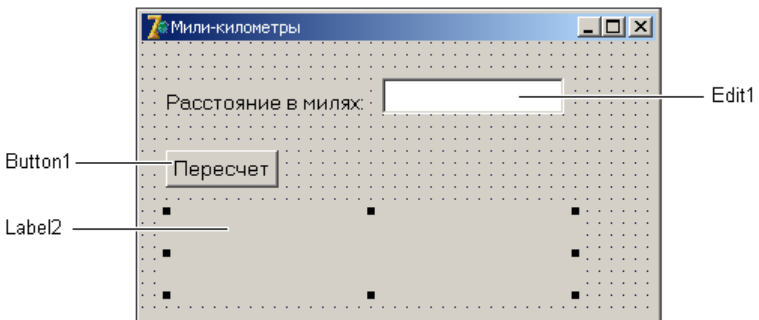 Мили-километры
Расстояние в милях:
Edit1
Button1
Пересчет
Label2